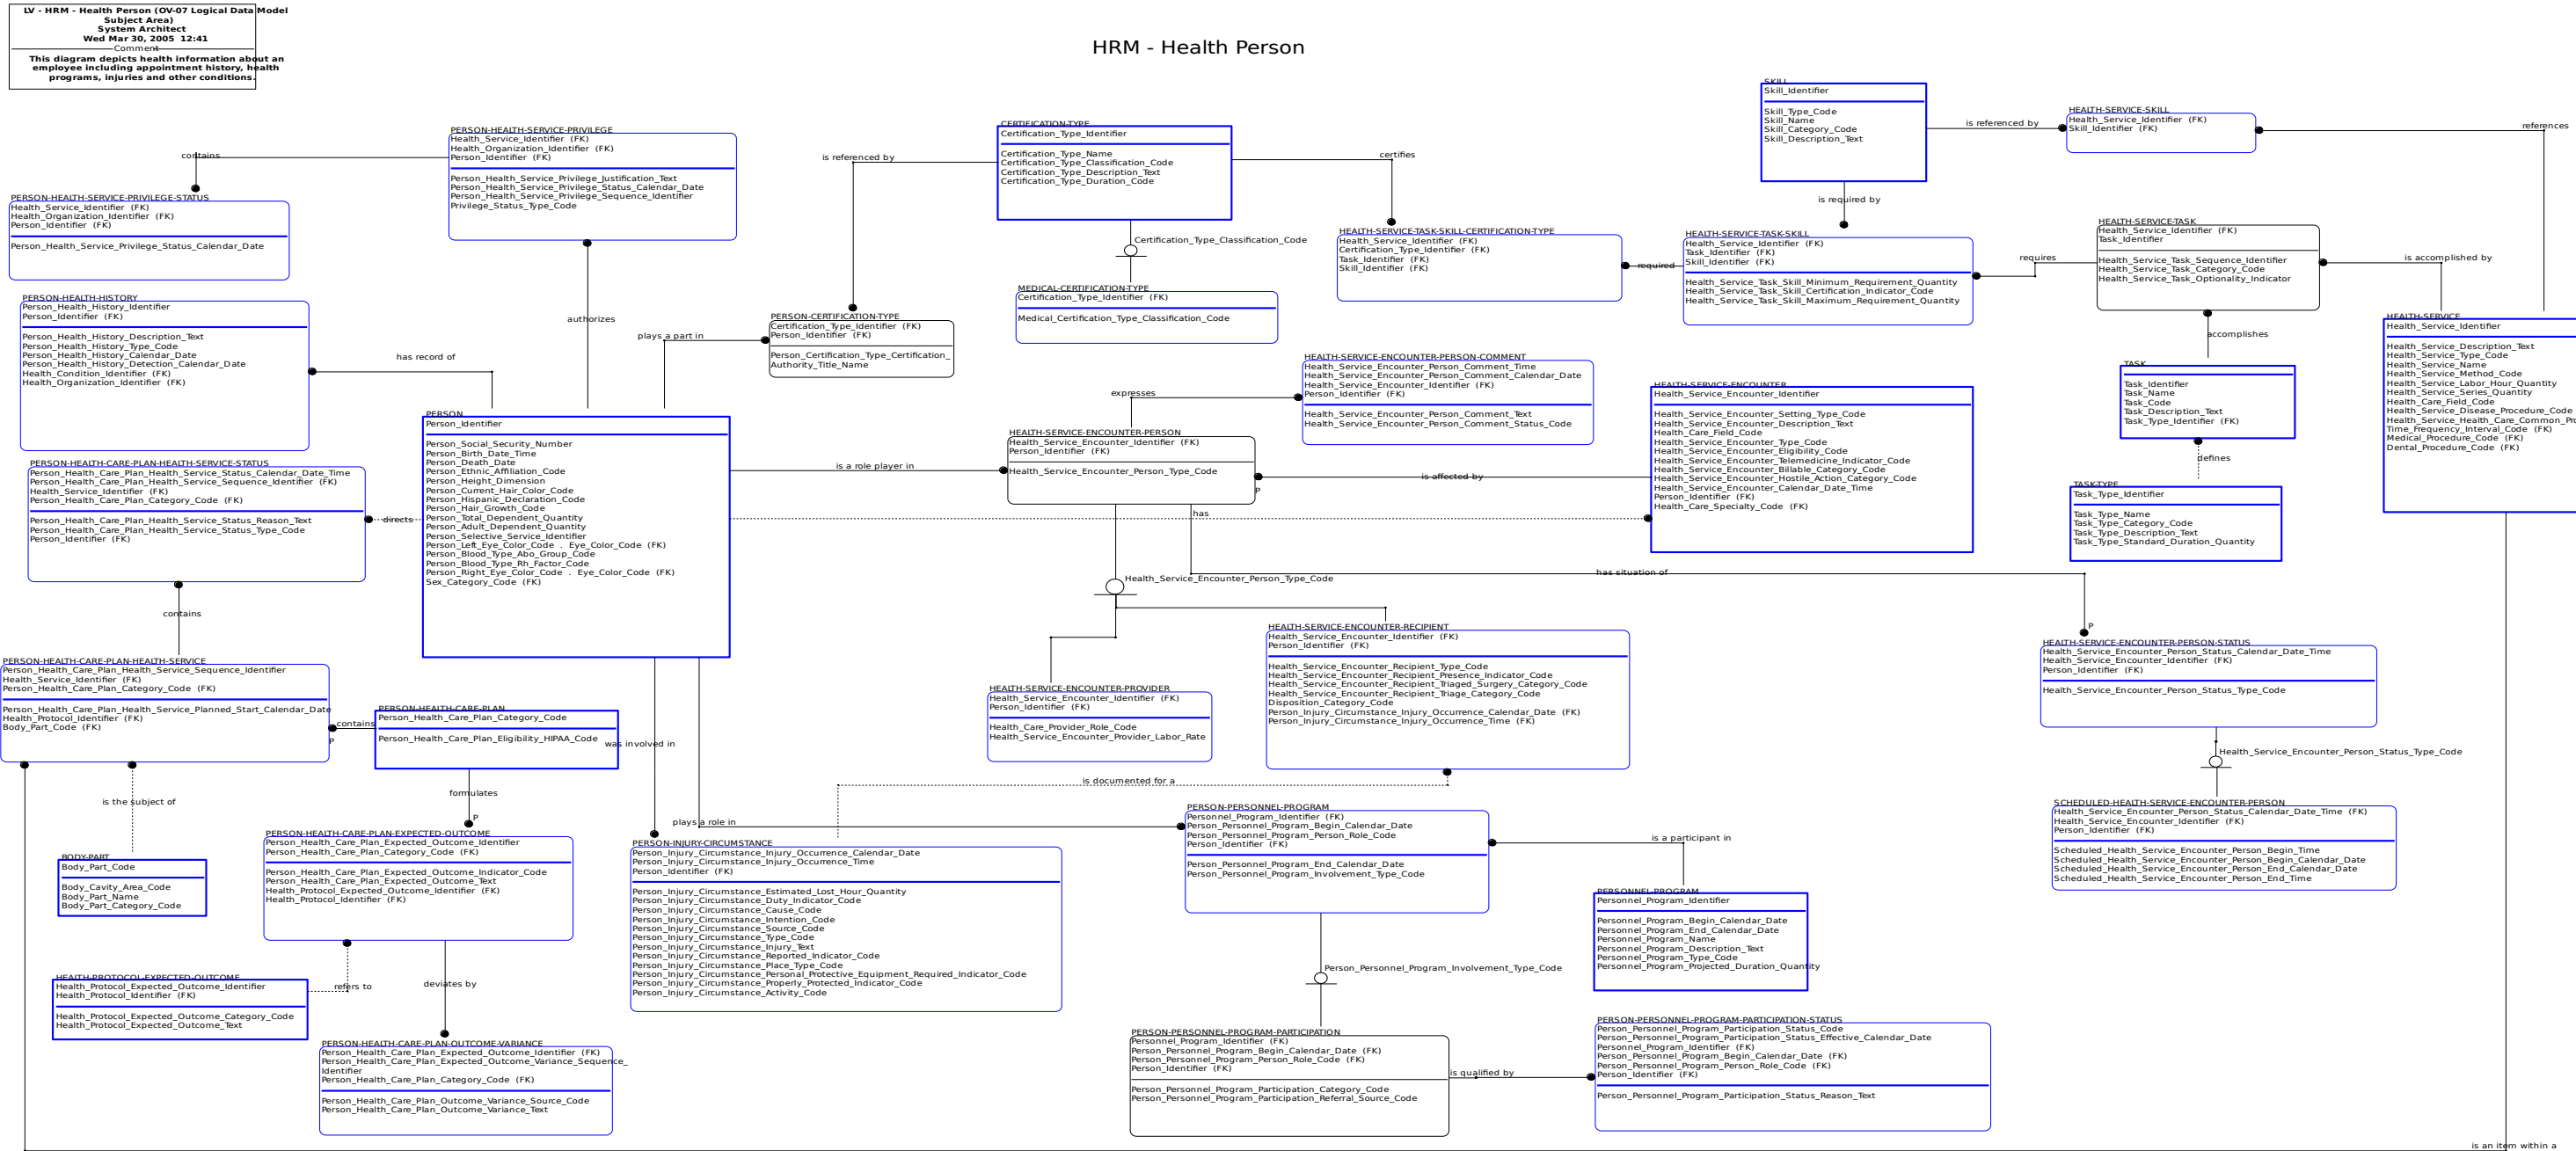 LV - HRM - Health Person (OV-07 Logical Data Model
Subject Area)
System Architect
Wed Mar 30, 2005 12:41
Comment
This diagram depicts health information about an
employee including appointment history, health
programs, injuries and other conditions.
HRM - Health Person
PERSON-HEALTH-SERVICE-PRIVILEGE
Health_Service_Identifier (FK)
Health_Organization_Identifier (FK)
Person_Identifier (FK)
Person_Health_Service_Privilege_Justification_Text
Person_Health_Service_Privilege_Status_Calendar_Date
Person_Health_Service_Privilege_Sequence_Identifier
Privilege_Status_Type_Code
contains
PERSON-HEALTH-SERVICE-PRIVILEGE-STATUS
Health_Service_Identifier (FK)
Health_Organization_Identifier (FK)
Person_Identifier (FK)
Person_Health_Service_Privilege_Status_Calendar_Date
CERTIFICATION-TYPE
Certification_Type_Identifier
Certification_Type_Name
Certification_Type_Classification_Code
Certification_Type_Description_Text
Certification_Type_Duration_Code
is referenced by
certifies
Certification_Type_Classification_Code
MEDICAL-CERTIFICATION-TYPE
Certification_Type_Identifier (FK)
Medical_Certification_Type_Classification_Code
SKILL
Skill_Identifier
Skill_Type_Code
Skill_Name
Skill_Category_Code
Skill_Description_Text
is referenced by
HEALTH-SERVICE-SKILL
Health_Service_Identifier (FK)
Skill_Identifier (FK)
references
is required by
HEALTH-SERVICE-TASK-SKILL-CERTIFICATION-TYPE
Health_Service_Identifier (FK)
Certification_Type_Identifier (FK)
Task_Identifier (FK)
Skill_Identifier (FK)
required
HEALTH-SERVICE-TASK-SKILL
Health_Service_Identifier (FK)
Task_Identifier (FK)
Skill_Identifier (FK)
Health_Service_Task_Skill_Minimum_Requirement_Quantity
Health_Service_Task_Skill_Certification_Indicator_Code
Health_Service_Task_Skill_Maximum_Requirement_Quantity
requires
HEALTH-SERVICE-TASK
Health_Service_Identifier (FK)
Task_Identifier
Health_Service_Task_Sequence_Identifier
Health_Service_Task_Category_Code
Health_Service_Task_Optionality_Indicator
is accomplished by
accomplishes
HEALTH-SERVICE
Health_Service_Identifier
Health_Service_Description_Text
Health_Service_Type_Code
Health_Service_Name
Health_Service_Method_Code
Health_Service_Labor_Hour_Quantity
Health_Service_Series_Quantity
Health_Care_Field_Code
Health_Service_Disease_Procedure_Code
Health_Service_Health_Care_Common_Pro
Time_Frequency_Interval_Code (FK)
Medical_Procedure_Code (FK)
Dental_Procedure_Code (FK)
TASK
Task_Identifier
Task_Name
Task_Code
Task_Description_Text
Task_Type_Identifier (FK)
defines
TASK-TYPE
Task_Type_Identifier
Task_Type_Name
Task_Type_Category_Code
Task_Type_Description_Text
Task_Type_Standard_Duration_Quantity
PERSON-HEALTH-HISTORY
Person_Health_History_Identifier
Person_Identifier (FK)
Person_Health_History_Description_Text
Person_Health_History_Type_Code
Person_Health_History_Calendar_Date
Person_Health_History_Detection_Calendar_Date
Health_Condition_Identifier (FK)
Health_Organization_Identifier (FK)
has record of
authorizes
plays a part in
PERSON-CERTIFICATION-TYPE
Certification_Type_Identifier (FK)
Person_Identifier (FK)
Person_Certification_Type_Certification_
Authority_Title_Name
PERSON
Person_Identifier
Person_Social_Security_Number
Person_Birth_Date_Time
Person_Death_Date
Person_Ethnic_Affiliation_Code
Person_Height_Dimension
Person_Current_Hair_Color_Code
Person_Hispanic_Declaration_Code
Person_Hair_Growth_Code
Person_Total_Dependent_Quantity
Person_Adult_Dependent_Quantity
Person_Selective_Service_Identifier
Person_Left_Eye_Color_Code . Eye_Color_Code (FK)
Person_Blood_Type_Abo_Group_Code
Person_Blood_Type_Rh_Factor_Code
Person_Right_Eye_Color_Code . Eye_Color_Code (FK)
Sex_Category_Code (FK)
is a role player in
has
HEALTH-SERVICE-ENCOUNTER-PERSON-COMMENT
Health_Service_Encounter_Person_Comment_Time
Health_Service_Encounter_Person_Comment_Calendar_Date
Health_Service_Encounter_Identifier (FK)
Person_Identifier (FK)
Health_Service_Encounter_Person_Comment_Text
Health_Service_Encounter_Person_Comment_Status_Code
expresses
HEALTH-SERVICE-ENCOUNTER-PERSON
Health_Service_Encounter_Identifier (FK)
Person_Identifier (FK)
Health_Service_Encounter_Person_Type_Code
P
is affected by
HEALTH-SERVICE-ENCOUNTER
Health_Service_Encounter_Identifier
Health_Service_Encounter_Setting_Type_Code
Health_Service_Encounter_Description_Text
Health_Care_Field_Code
Health_Service_Encounter_Type_Code
Health_Service_Encounter_Eligibility_Code
Health_Service_Encounter_Telemedicine_Indicator_Code
Health_Service_Encounter_Billable_Category_Code
Health_Service_Encounter_Hostile_Action_Category_Code
Health_Service_Encounter_Calendar_Date_Time
Person_Identifier (FK)
Health_Care_Specialty_Code (FK)
PERSON-HEALTH-CARE-PLAN-HEALTH-SERVICE-STATUS
Person_Health_Care_Plan_Health_Service_Status_Calendar_Date_Time
Person_Health_Care_Plan_Health_Service_Sequence_Identifier (FK)
Health_Service_Identifier (FK)
Person_Health_Care_Plan_Category_Code (FK)
Person_Health_Care_Plan_Health_Service_Status_Reason_Text
Person_Health_Care_Plan_Health_Service_Status_Type_Code
Person_Identifier (FK)
directs
contains
Health_Service_Encounter_Person_Type_Code
has situation of
P
HEALTH-SERVICE-ENCOUNTER-RECIPIENT
Health_Service_Encounter_Identifier (FK)
Person_Identifier (FK)
Health_Service_Encounter_Recipient_Type_Code
Health_Service_Encounter_Recipient_Presence_Indicator_Code
Health_Service_Encounter_Recipient_Triaged_Surgery_Category_Code
Health_Service_Encounter_Recipient_Triage_Category_Code
Disposition_Category_Code
Person_Injury_Circumstance_Injury_Occurrence_Calendar_Date (FK)
Person_Injury_Circumstance_Injury_Occurrence_Time (FK)
HEALTH-SERVICE-ENCOUNTER-PROVIDER
Health_Service_Encounter_Identifier (FK)
Person_Identifier (FK)
Health_Care_Provider_Role_Code
Health_Service_Encounter_Provider_Labor_Rate
HEALTH-SERVICE-ENCOUNTER-PERSON-STATUS
Health_Service_Encounter_Person_Status_Calendar_Date_Time
Health_Service_Encounter_Identifier (FK)
Person_Identifier (FK)
Health_Service_Encounter_Person_Status_Type_Code
Health_Service_Encounter_Person_Status_Type_Code
SCHEDULED-HEALTH-SERVICE-ENCOUNTER-PERSON
Health_Service_Encounter_Person_Status_Calendar_Date_Time (FK)
Health_Service_Encounter_Identifier (FK)
Person_Identifier (FK)
Scheduled_Health_Service_Encounter_Person_Begin_Time
Scheduled_Health_Service_Encounter_Person_Begin_Calendar_Date
Scheduled_Health_Service_Encounter_Person_End_Calendar_Date
Scheduled_Health_Service_Encounter_Person_End_Time
PERSON-HEALTH-CARE-PLAN-HEALTH-SERVICE
Person_Health_Care_Plan_Health_Service_Sequence_Identifier
Health_Service_Identifier (FK)
Person_Health_Care_Plan_Category_Code (FK)
Person_Health_Care_Plan_Health_Service_Planned_Start_Calendar_Date
Health_Protocol_Identifier (FK)
Body_Part_Code (FK)
contains
P
PERSON-HEALTH-CARE-PLAN
Person_Health_Care_Plan_Category_Code
Person_Health_Care_Plan_Eligibility_HIPAA_Code
was involved in
is the subject of
formulates
P
is documented for a
plays a role in
BODY-PART
Body_Part_Code
Body_Cavity_Area_Code
Body_Part_Name
Body_Part_Category_Code
PERSON-HEALTH-CARE-PLAN-EXPECTED-OUTCOME
Person_Health_Care_Plan_Expected_Outcome_Identifier
Person_Health_Care_Plan_Category_Code (FK)
Person_Health_Care_Plan_Expected_Outcome_Indicator_Code
Person_Health_Care_Plan_Expected_Outcome_Text
Health_Protocol_Expected_Outcome_Identifier (FK)
Health_Protocol_Identifier (FK)
PERSON-INJURY-CIRCUMSTANCE
Person_Injury_Circumstance_Injury_Occurrence_Calendar_Date
Person_Injury_Circumstance_Injury_Occurrence_Time
Person_Identifier (FK)
Person_Injury_Circumstance_Estimated_Lost_Hour_Quantity
Person_Injury_Circumstance_Duty_Indicator_Code
Person_Injury_Circumstance_Cause_Code
Person_Injury_Circumstance_Intention_Code
Person_Injury_Circumstance_Source_Code
Person_Injury_Circumstance_Type_Code
Person_Injury_Circumstance_Injury_Text
Person_Injury_Circumstance_Reported_Indicator_Code
Person_Injury_Circumstance_Place_Type_Code
Person_Injury_Circumstance_Personal_Protective_Equipment_Required_Indicator_Code
Person_Injury_Circumstance_Properly_Protected_Indicator_Code
Person_Injury_Circumstance_Activity_Code
PERSON-PERSONNEL-PROGRAM
Personnel_Program_Identifier (FK)
Person_Personnel_Program_Begin_Calendar_Date
Person_Personnel_Program_Person_Role_Code
Person_Identifier (FK)
Person_Personnel_Program_End_Calendar_Date
Person_Personnel_Program_Involvement_Type_Code
is a participant in
PERSONNEL-PROGRAM
Personnel_Program_Identifier
Personnel_Program_Begin_Calendar_Date
Personnel_Program_End_Calendar_Date
Personnel_Program_Name
Personnel_Program_Description_Text
Personnel_Program_Type_Code
Personnel_Program_Projected_Duration_Quantity
Person_Personnel_Program_Involvement_Type_Code
HEALTH-PROTOCOL-EXPECTED-OUTCOME
Health_Protocol_Expected_Outcome_Identifier
Health_Protocol_Identifier (FK)
Health_Protocol_Expected_Outcome_Category_Code
Health_Protocol_Expected_Outcome_Text
refers to
deviates by
PERSON-HEALTH-CARE-PLAN-OUTCOME-VARIANCE
Person_Health_Care_Plan_Expected_Outcome_Identifier (FK)
Person_Health_Care_Plan_Expected_Outcome_Variance_Sequence_
Identifier
Person_Health_Care_Plan_Category_Code (FK)
Person_Health_Care_Plan_Outcome_Variance_Source_Code
Person_Health_Care_Plan_Outcome_Variance_Text
PERSON-PERSONNEL-PROGRAM-PARTICIPATION
Personnel_Program_Identifier (FK)
Person_Personnel_Program_Begin_Calendar_Date (FK)
Person_Personnel_Program_Person_Role_Code (FK)
Person_Identifier (FK)
Person_Personnel_Program_Participation_Category_Code
Person_Personnel_Program_Participation_Referral_Source_Code
is qualified by
PERSON-PERSONNEL-PROGRAM-PARTICIPATION-STATUS
Person_Personnel_Program_Participation_Status_Code
Person_Personnel_Program_Participation_Status_Effective_Calendar_Date
Personnel_Program_Identifier (FK)
Person_Personnel_Program_Begin_Calendar_Date (FK)
Person_Personnel_Program_Person_Role_Code (FK)
Person_Identifier (FK)
Person_Personnel_Program_Participation_Status_Reason_Text
is an item within a